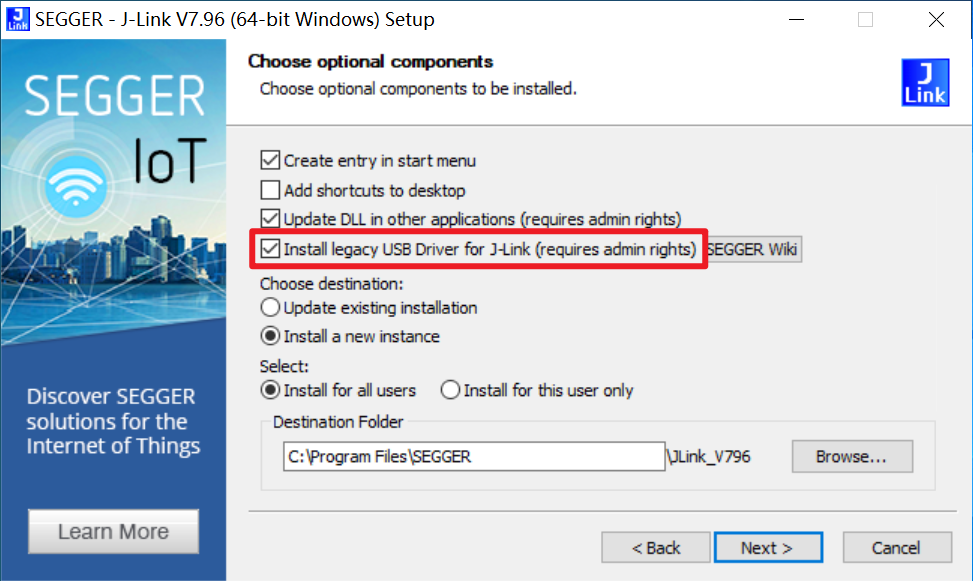 J
Link
SEGGER - J-Link V7.96 (64-bit Windows) Setup
SEGGER
IoT
Discover SEGGER
solutions for the
Internet of Things
Learn More
Choose optional components
Choose optional components to be installed.
J
Link
Create entry in start menu
Add shortcuts to desktop
Update DLL in other applications (requires admin rights)
Install legacy USB Driver for J-Link (requires admin rights) SEGGER Wiki
Choose destination:
Update existing installation
Install a new instance
Select:
Install for all users Install for this user only
Destination Folder
C:\Program Files\SEGGER \JLink_V796 Browse...
< Back Next > Cancel